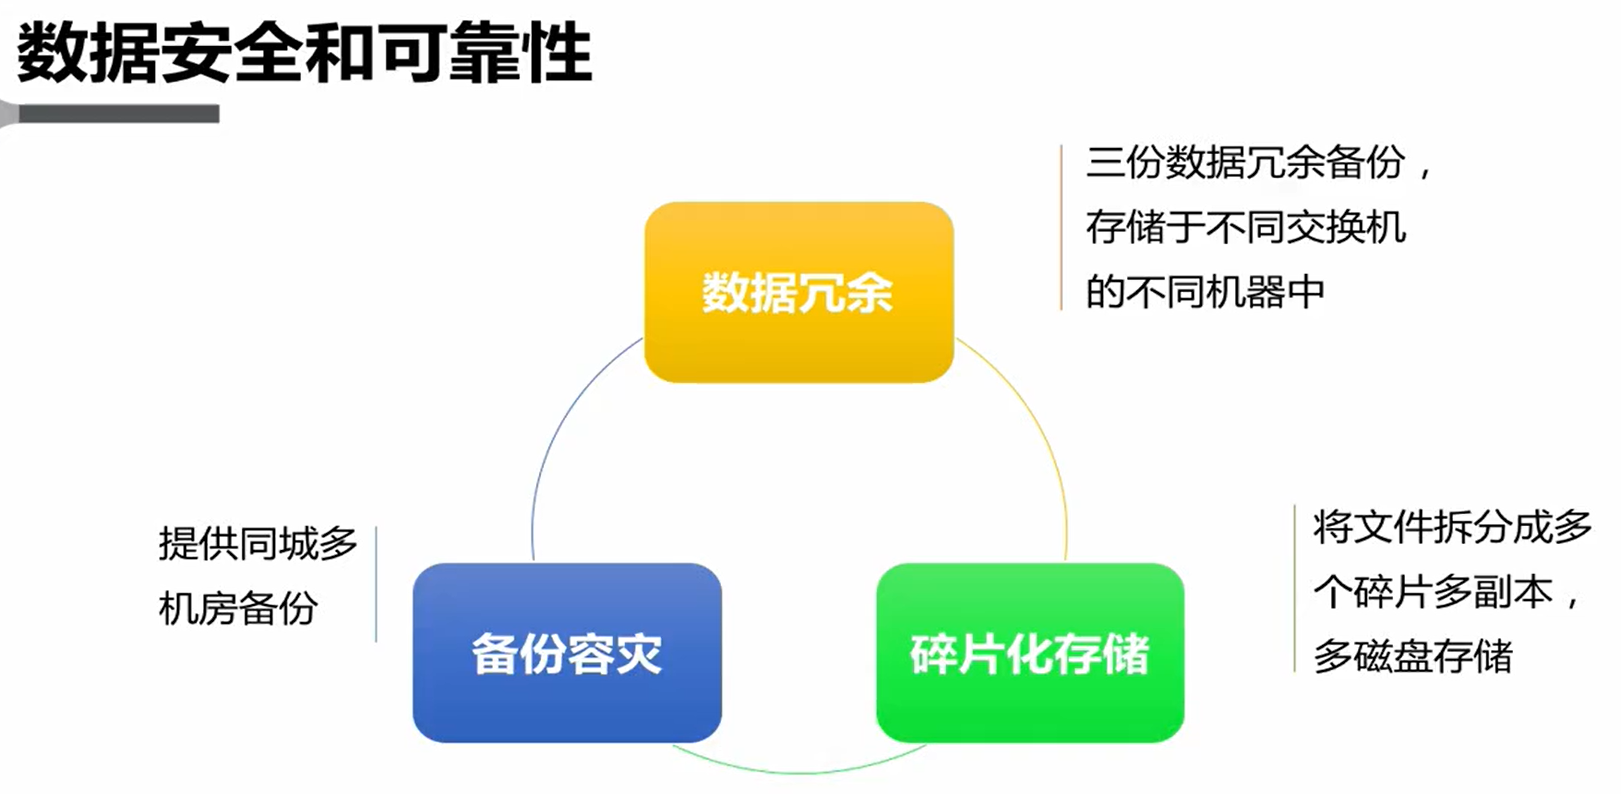 数据安全和可靠性
三份数据冗余备份，
存储于不同交换机
的不同机器中
数据冗余
提供同城多
机房备份
备份容灾
碎片化存储
将文件拆分成多
个碎片多副本，
多磁盘存储